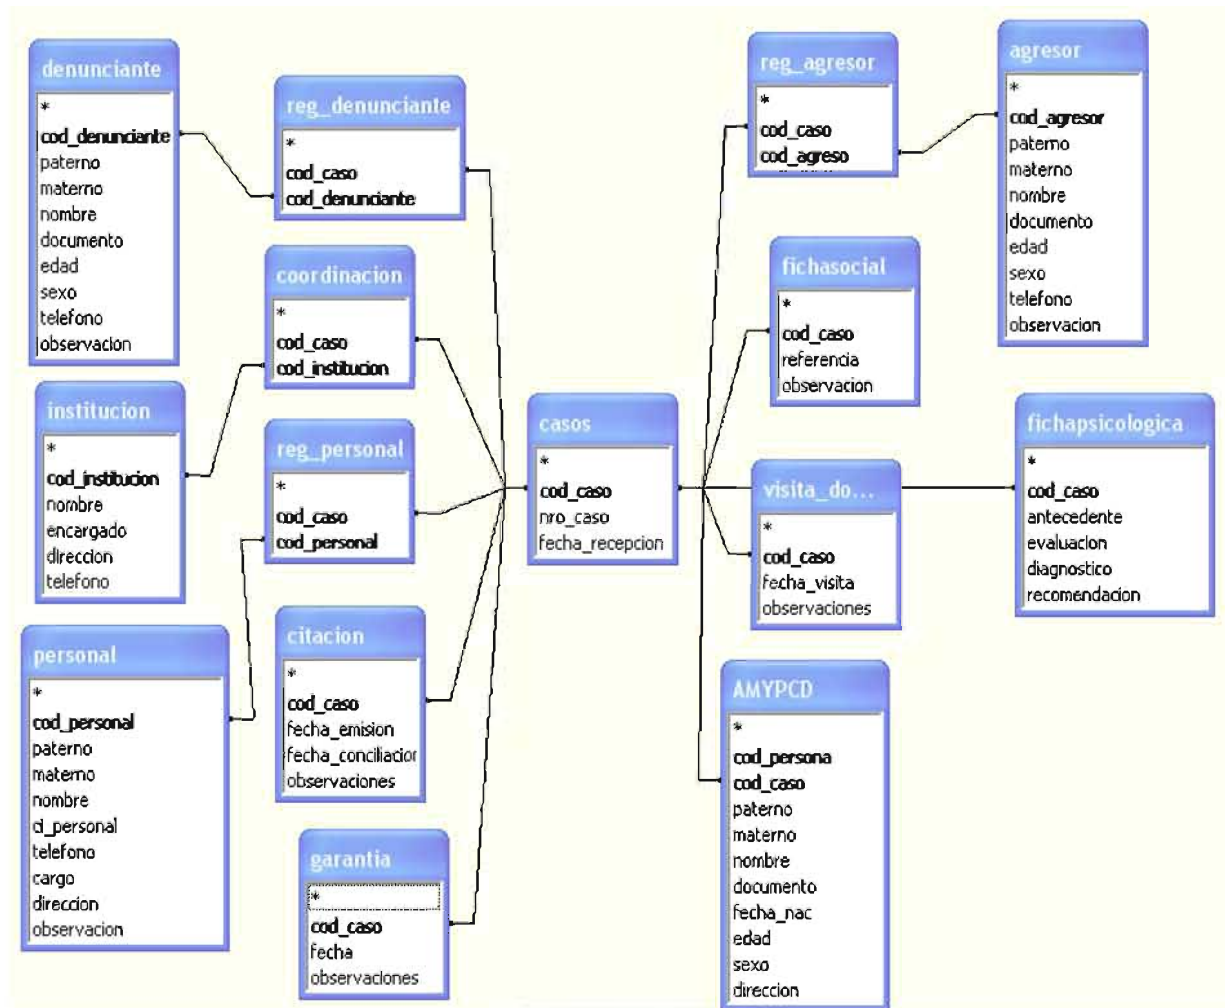 denunciante
*
cod_denunciante
paterno
materno
nombre
documento
edad
sexo
telefono
observacion
reg_denunciante
*
cod_caso
cod_denunciante
coordinacion
*
cod_caso
cod_institucion
institucion
*
cod_institucion
nombre
encargado
direccion
telefono
reg_personal
*
cod_caso
cod_personal
personal
*
cod_personal
paterno
materno
nombre
ci_personal
telefono
cargo
direccion
observacion
citacion
*
cod_caso
fecha_emision
fecha_conciliacion
observaciones
garantia
*
cod_caso
fecha
observaciones
casos
*
cod_caso
nro_caso
fecha_recepcion
reg_agresor
*
cod_caso
cod_agreso
agresor
*
cod_agresor
paterno
materno
nombre
documento
edad
sexo
telefono
observacion
fichasocial
*
cod_caso
referencia
observacion
visita_do...
*
cod_caso
fecha_visita
observaciones
fichapsicologica
*
cod_caso
antecedente
evaluacion
diagnostico
recomendacion
AMYPCD
*
cod_persona
cod_caso
paterno
materno
nombre
documento
fecha_nac
edad
sexo
direccion